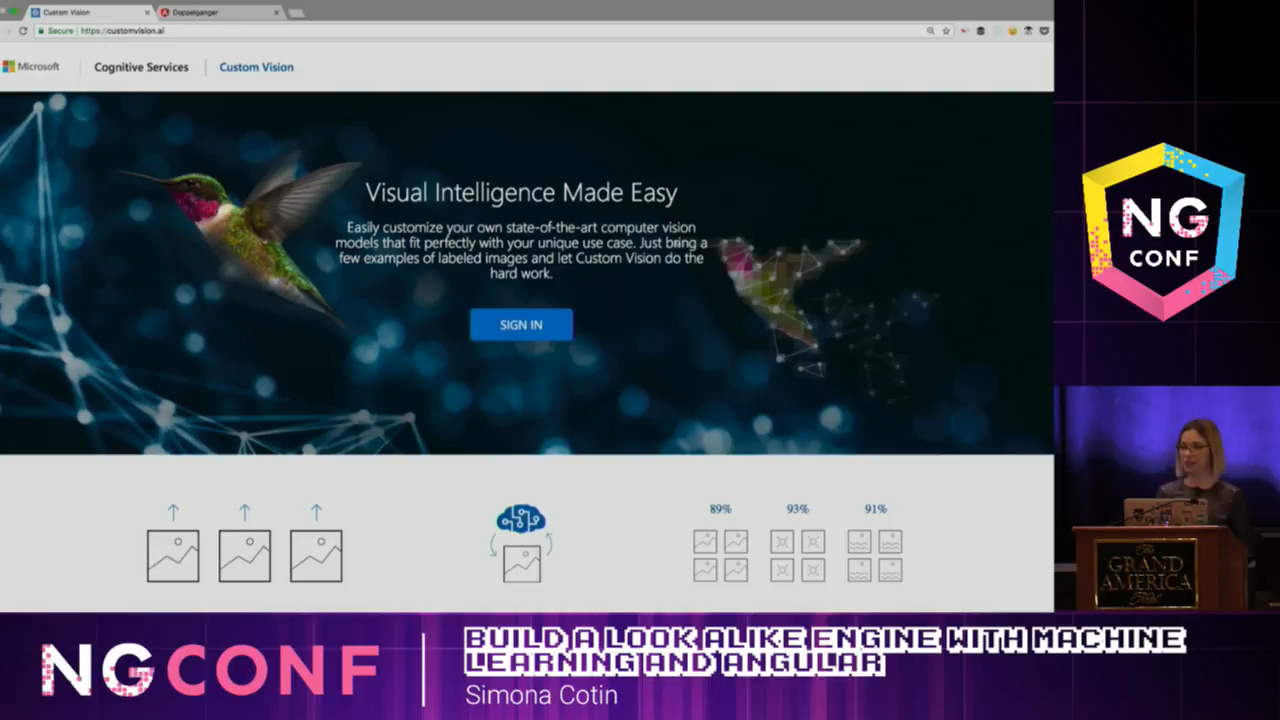 Custom Vision
Doppelganger
Secure
https://customvision.ai
Microsoft
Cognitive Services
Custom Vision
Visual Intelligence Made Easy
Easily customize your own state-of-the-art computer vision
models that fit perfectly with your unique use case. Just bring a
few examples of labeled images and let Custom Vision do the
hard work.
SIGN IN
89%
93%
91%
NG
CONF
The
GRAND
AMERICA
Hotel
NGCONF
BUILD A LOOK ALIKE ENGINE WITH MACHINE
LEARNING AND ANGULAR
Simona Cotin